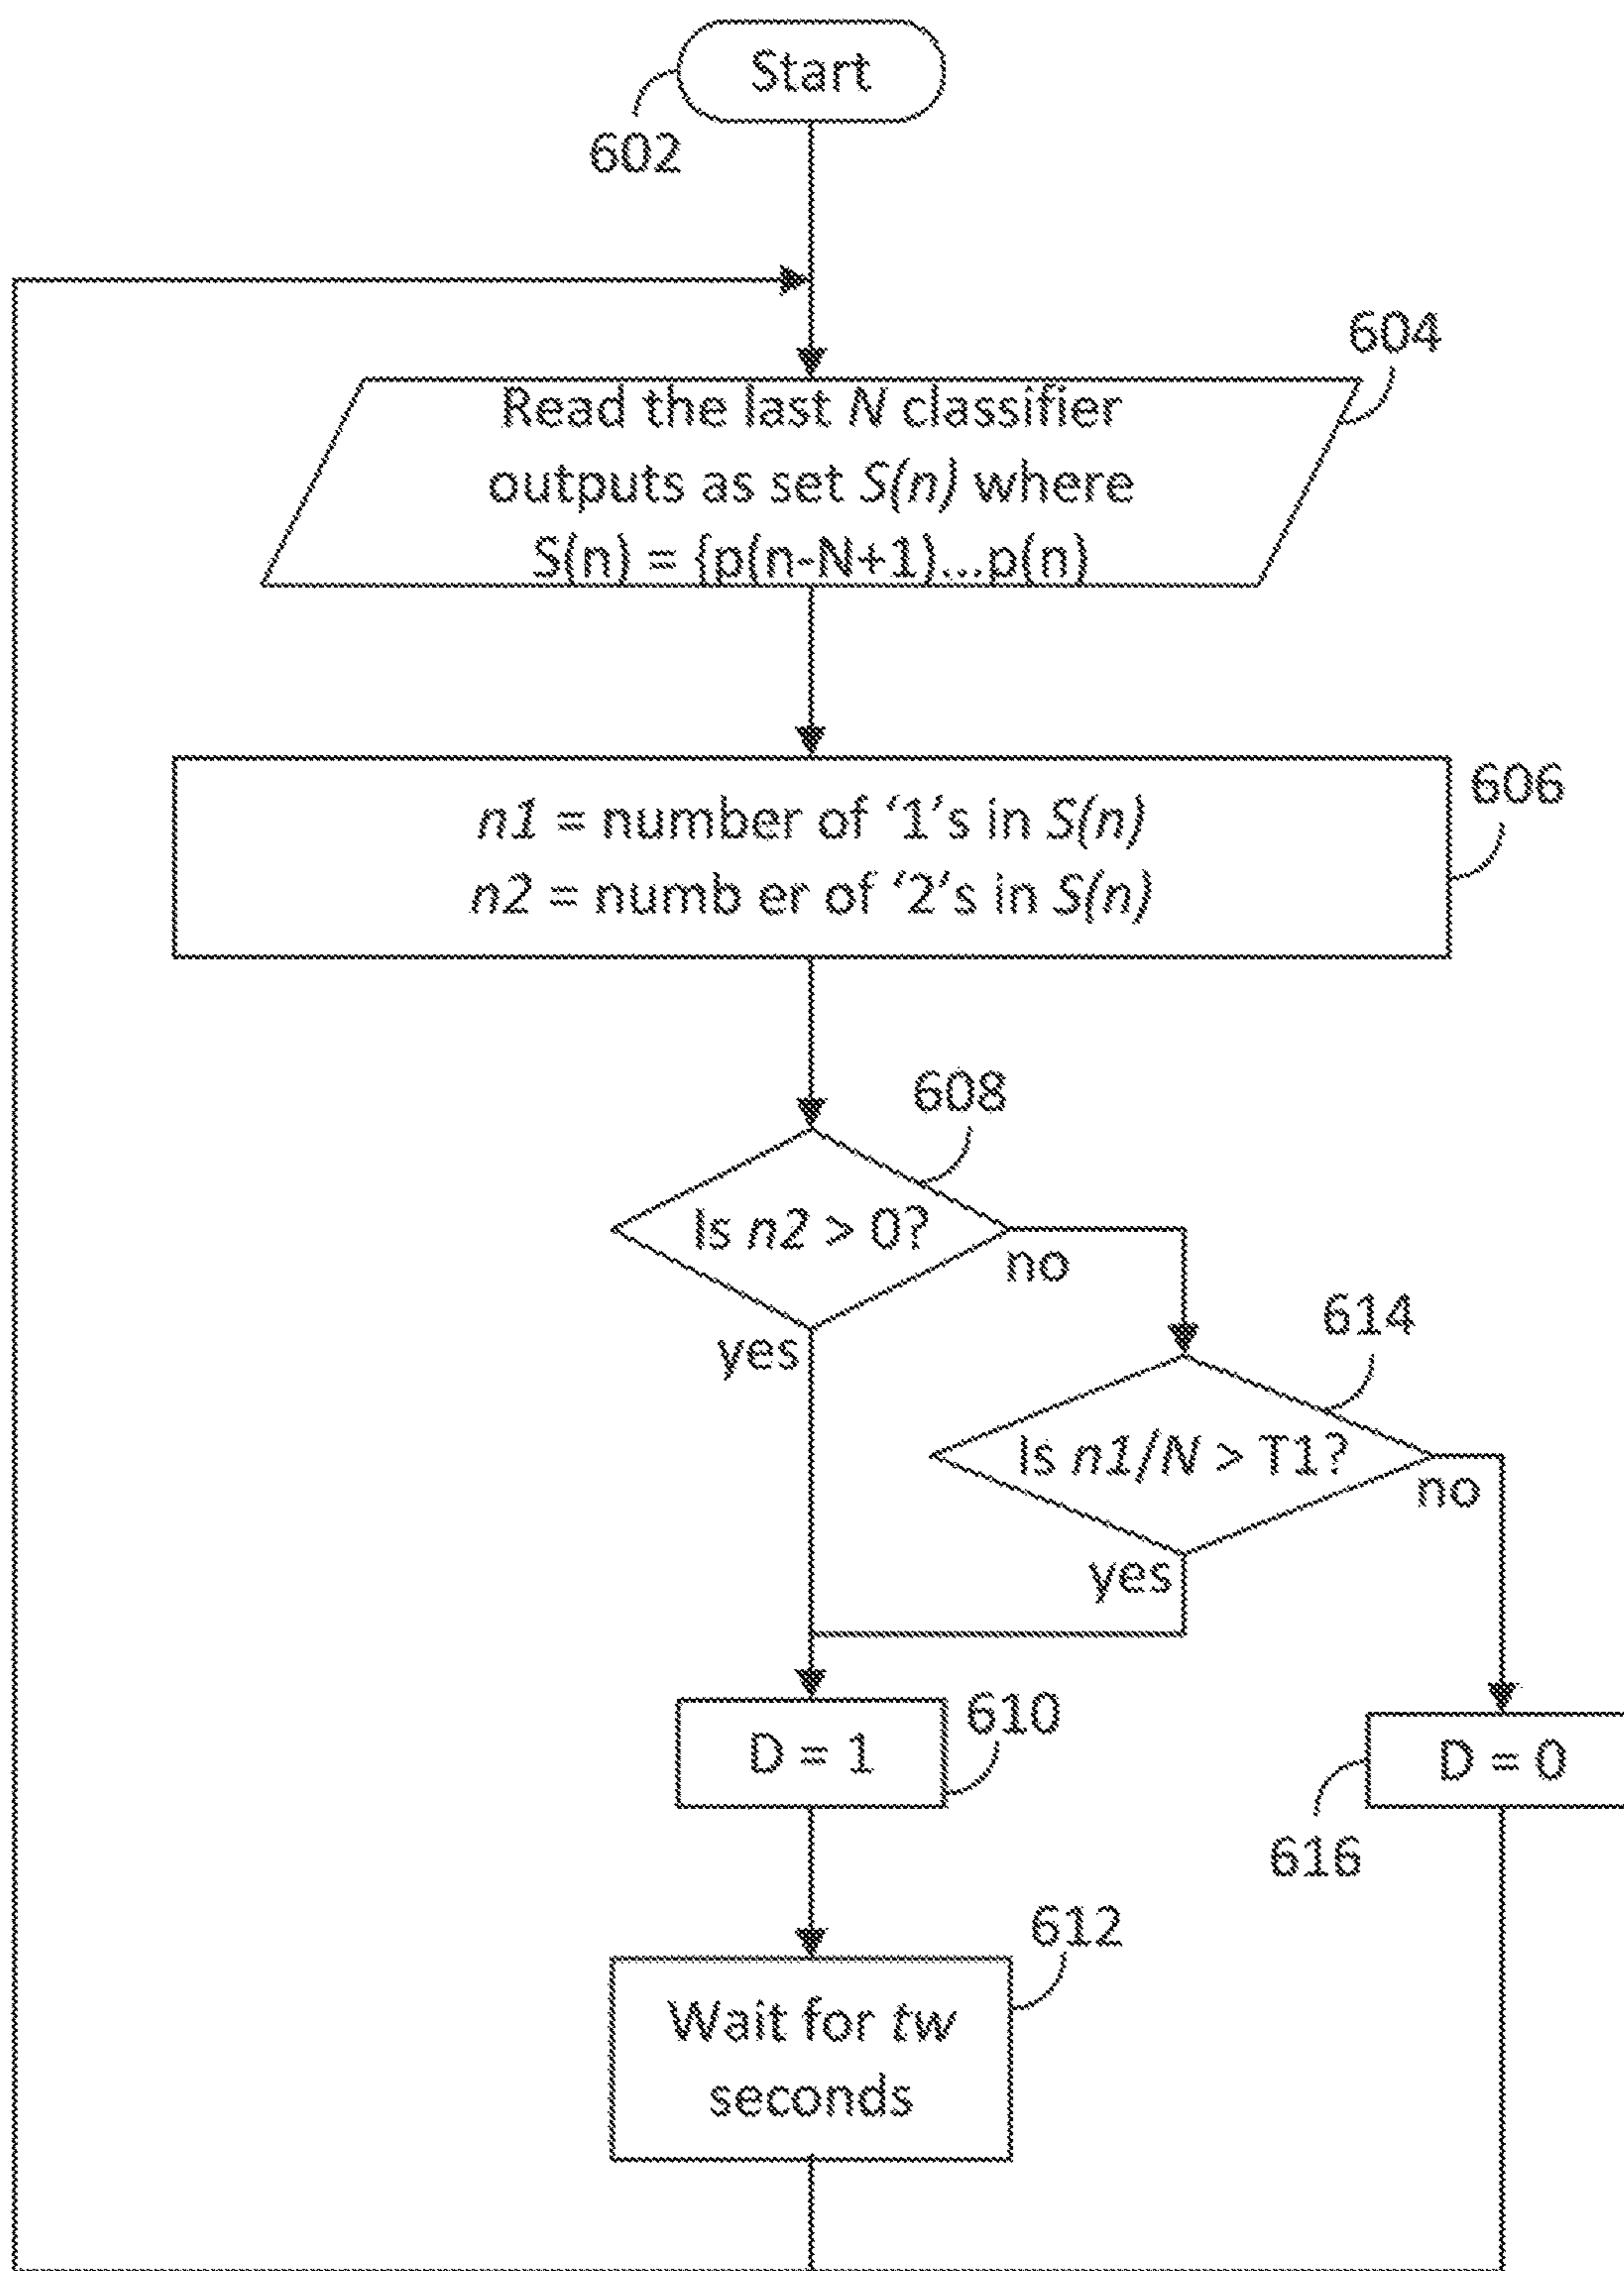 Start
602
604
Read the last N classifier
outputs as set S(n) where
S(n) = {p(n-N+1)...p(n)
606
n1 = number of ‘1’s in S(n)
n2 = numb er of ‘2’s in S(n)
608
Is n2 > 0?
no
yes
614
Is n1/N > T1?
no
yes
D = 1
610
D = 0
616
612
Wait for tw
seconds